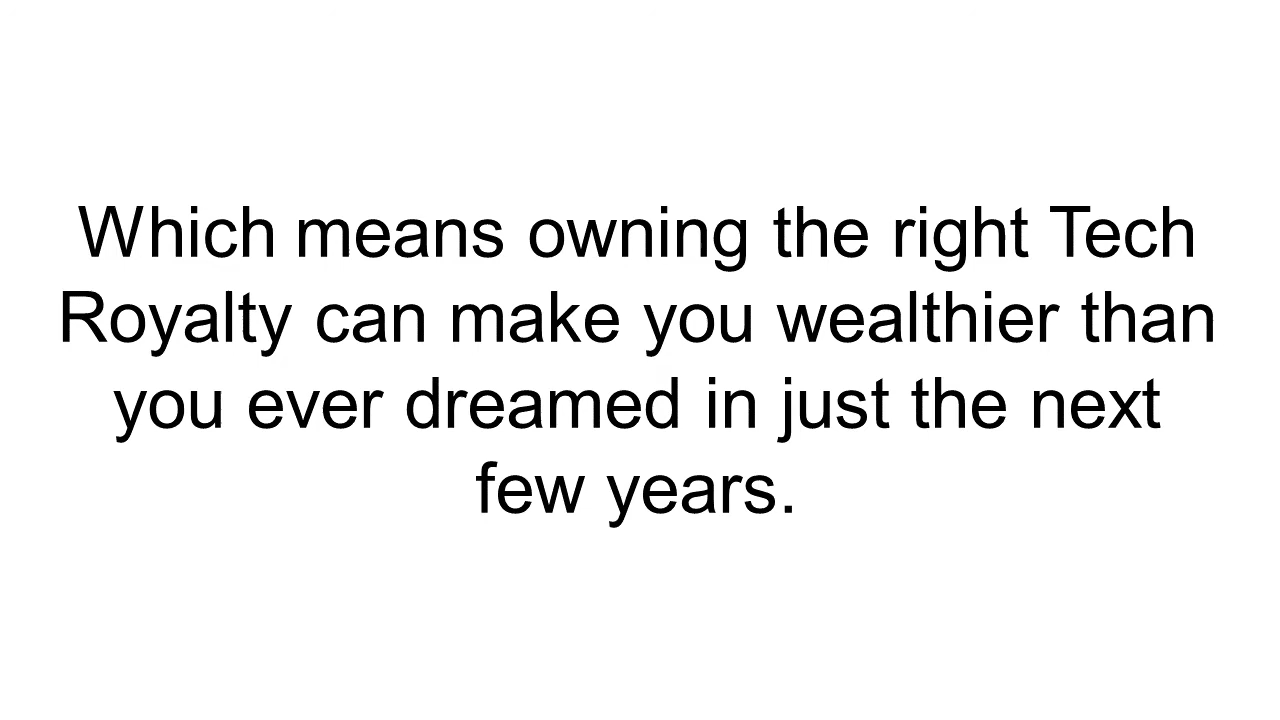 Which means owning the right Tech
Royalty can make you wealthier than
you ever dreamed in just the next
few years.